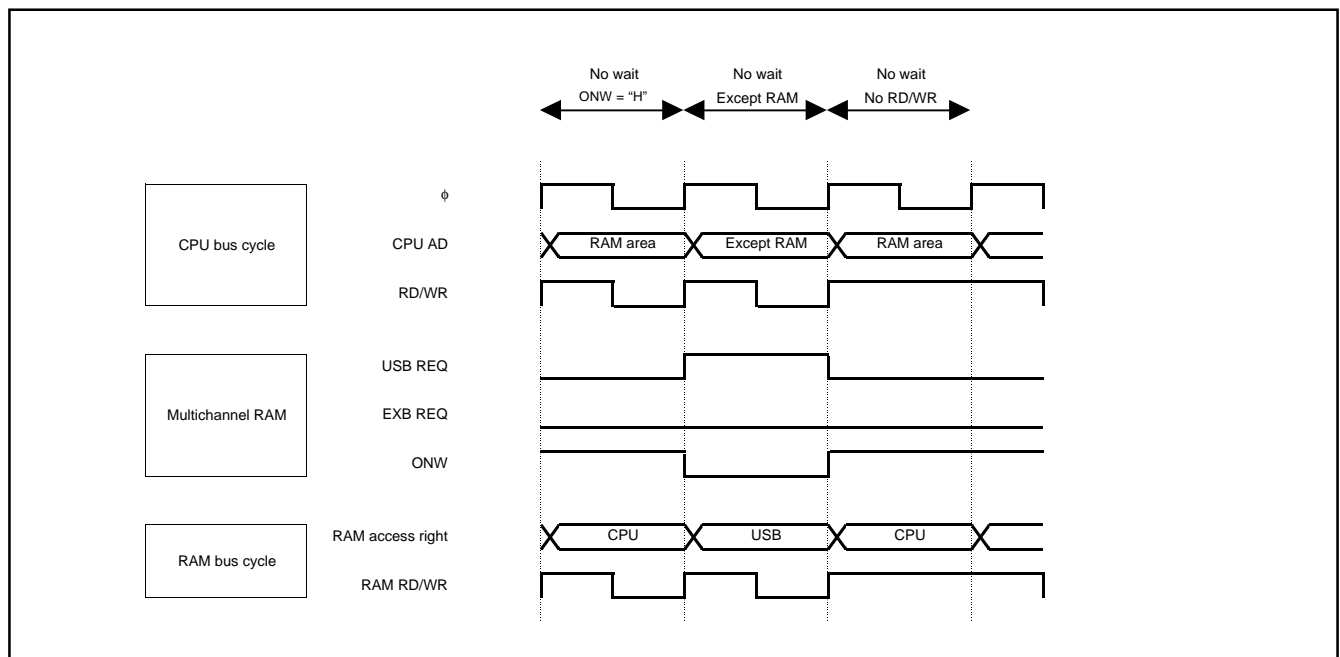 No wait
ONW = “H”
No wait
Except RAM
No wait
No RD/WR
CPU bus cycle
ϕ
CPU AD
RAM area
Except RAM
RAM area
RD/WR
Multichannel RAM
USB REQ
EXB REQ
ONW
RAM bus cycle
RAM access right
CPU
USB
CPU
RAM RD/WR